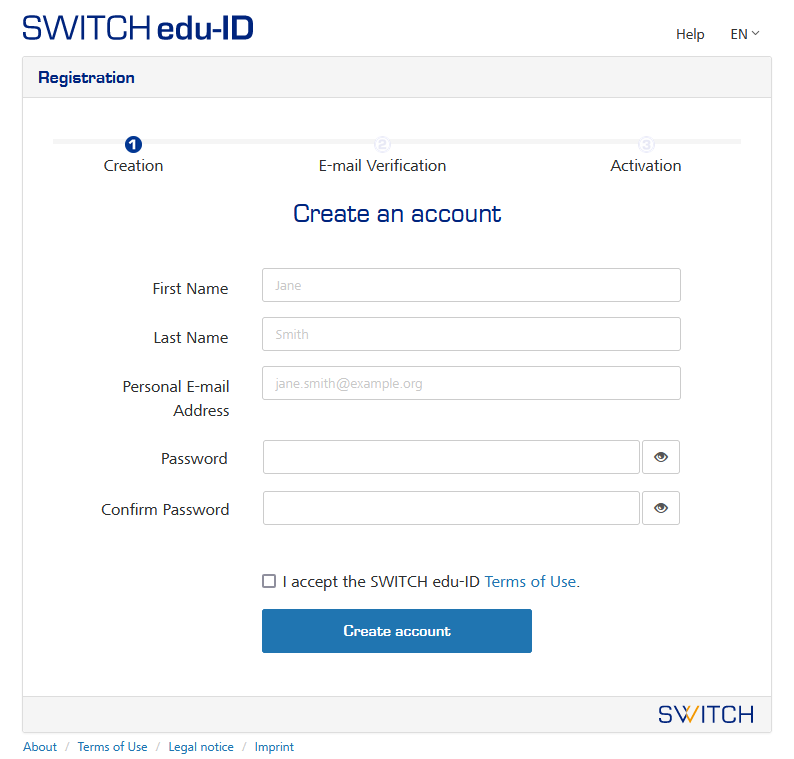 SWITCH edu-ID
Help EN
Registration
1 2 3
Creation E-mail Verification Activation
Create an account
First Name Jane
Last Name Smith
Personal E-mail jane.smith@example.org
Address
Password
Confirm Password
I accept the SWITCH edu-ID Terms of Use.
Create account
SWITCH
About / Terms of Use / Legal notice / Imprint